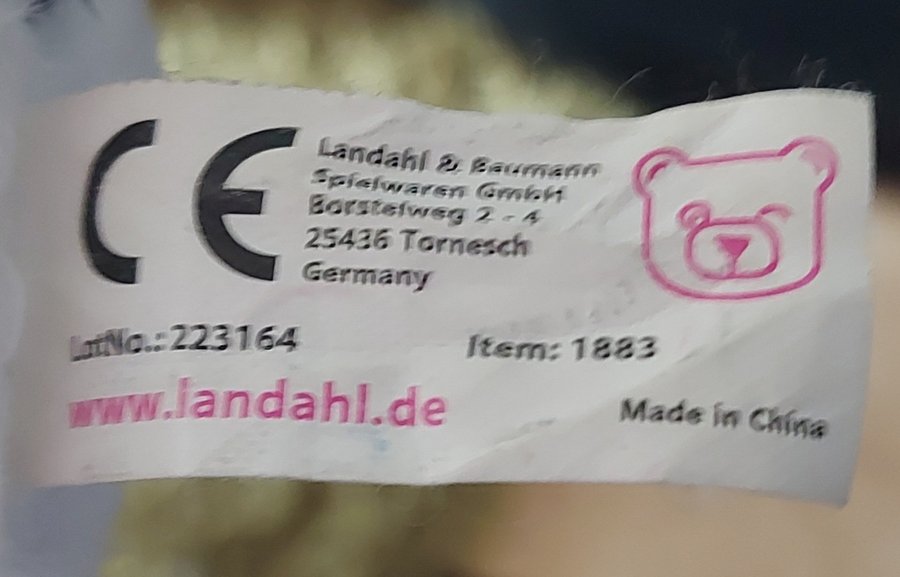 CE
Landahl & Baumann
Spielwaren GmbH
Borstelweg 2 - 4
25436 Tornesch
Germany
LotNo.:223164
Item: 1883
www.landahl.de
Made in China